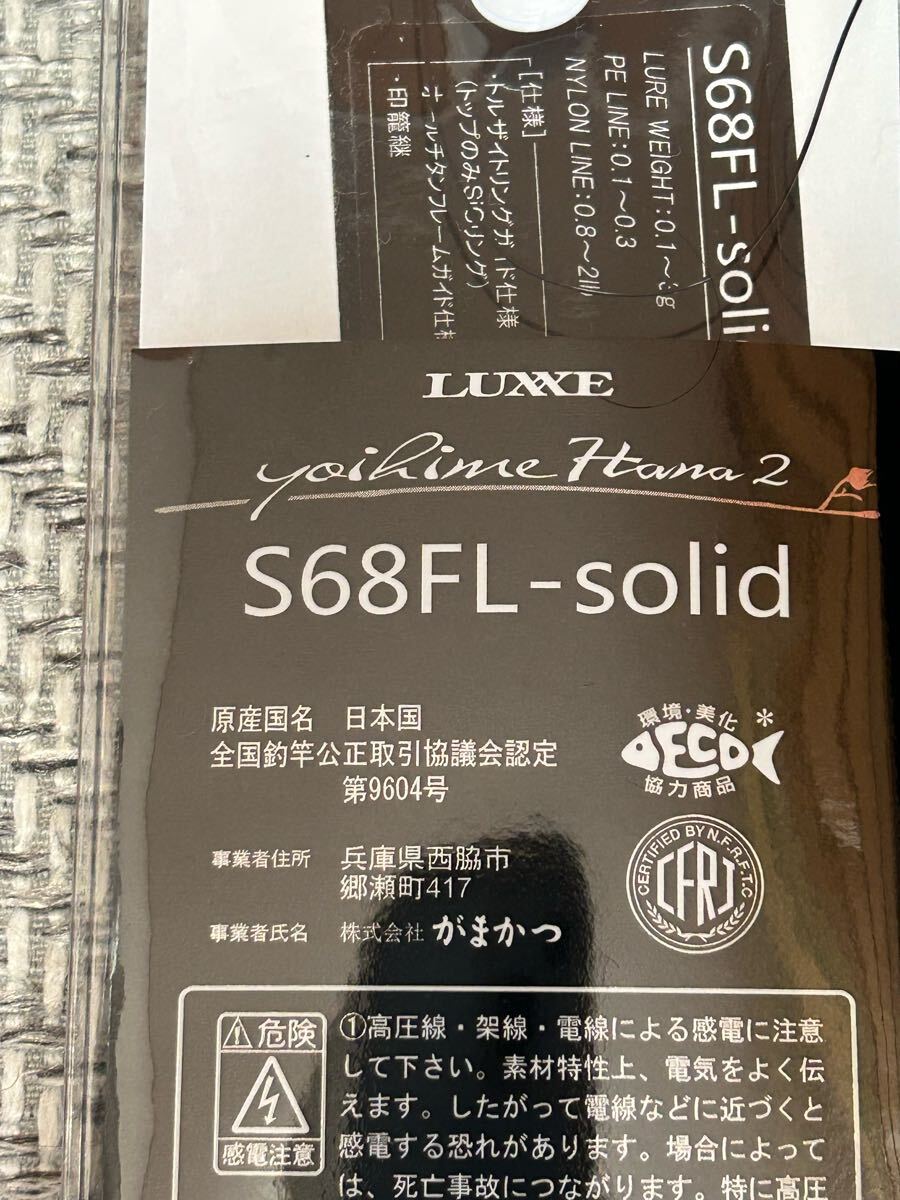 S68FL-soli
LURE WEIGHT:0.1～3g
PE LINE:0.1～0.3
NYLON LINE:0.8～2lb
［仕様］
・トルザイトリングガイド仕様
(トップのみSiCリング)
オールチタンフレームガイド仕様
・印籠継
LUXXE
yoihime Hana 2
S68FL-solid
原産国名 日本国
全国釣竿公正取引協議会認定
第9604号
環境・美化
ECO
協力商品
*
事業者住所 兵庫県西脇市
郷瀬町417
CERTIFIED BY N.F.R.F.T.C
CFRJ
事業者氏名 株式会社 がまかつ
危険
感電注意
①高圧線・架線・電線による感電に注意
して下さい。素材特性上、電気をよく伝
えます。したがって電線などに近づくと
感電する恐れがあります。場合によって
は、死亡事故につながります。特に高圧